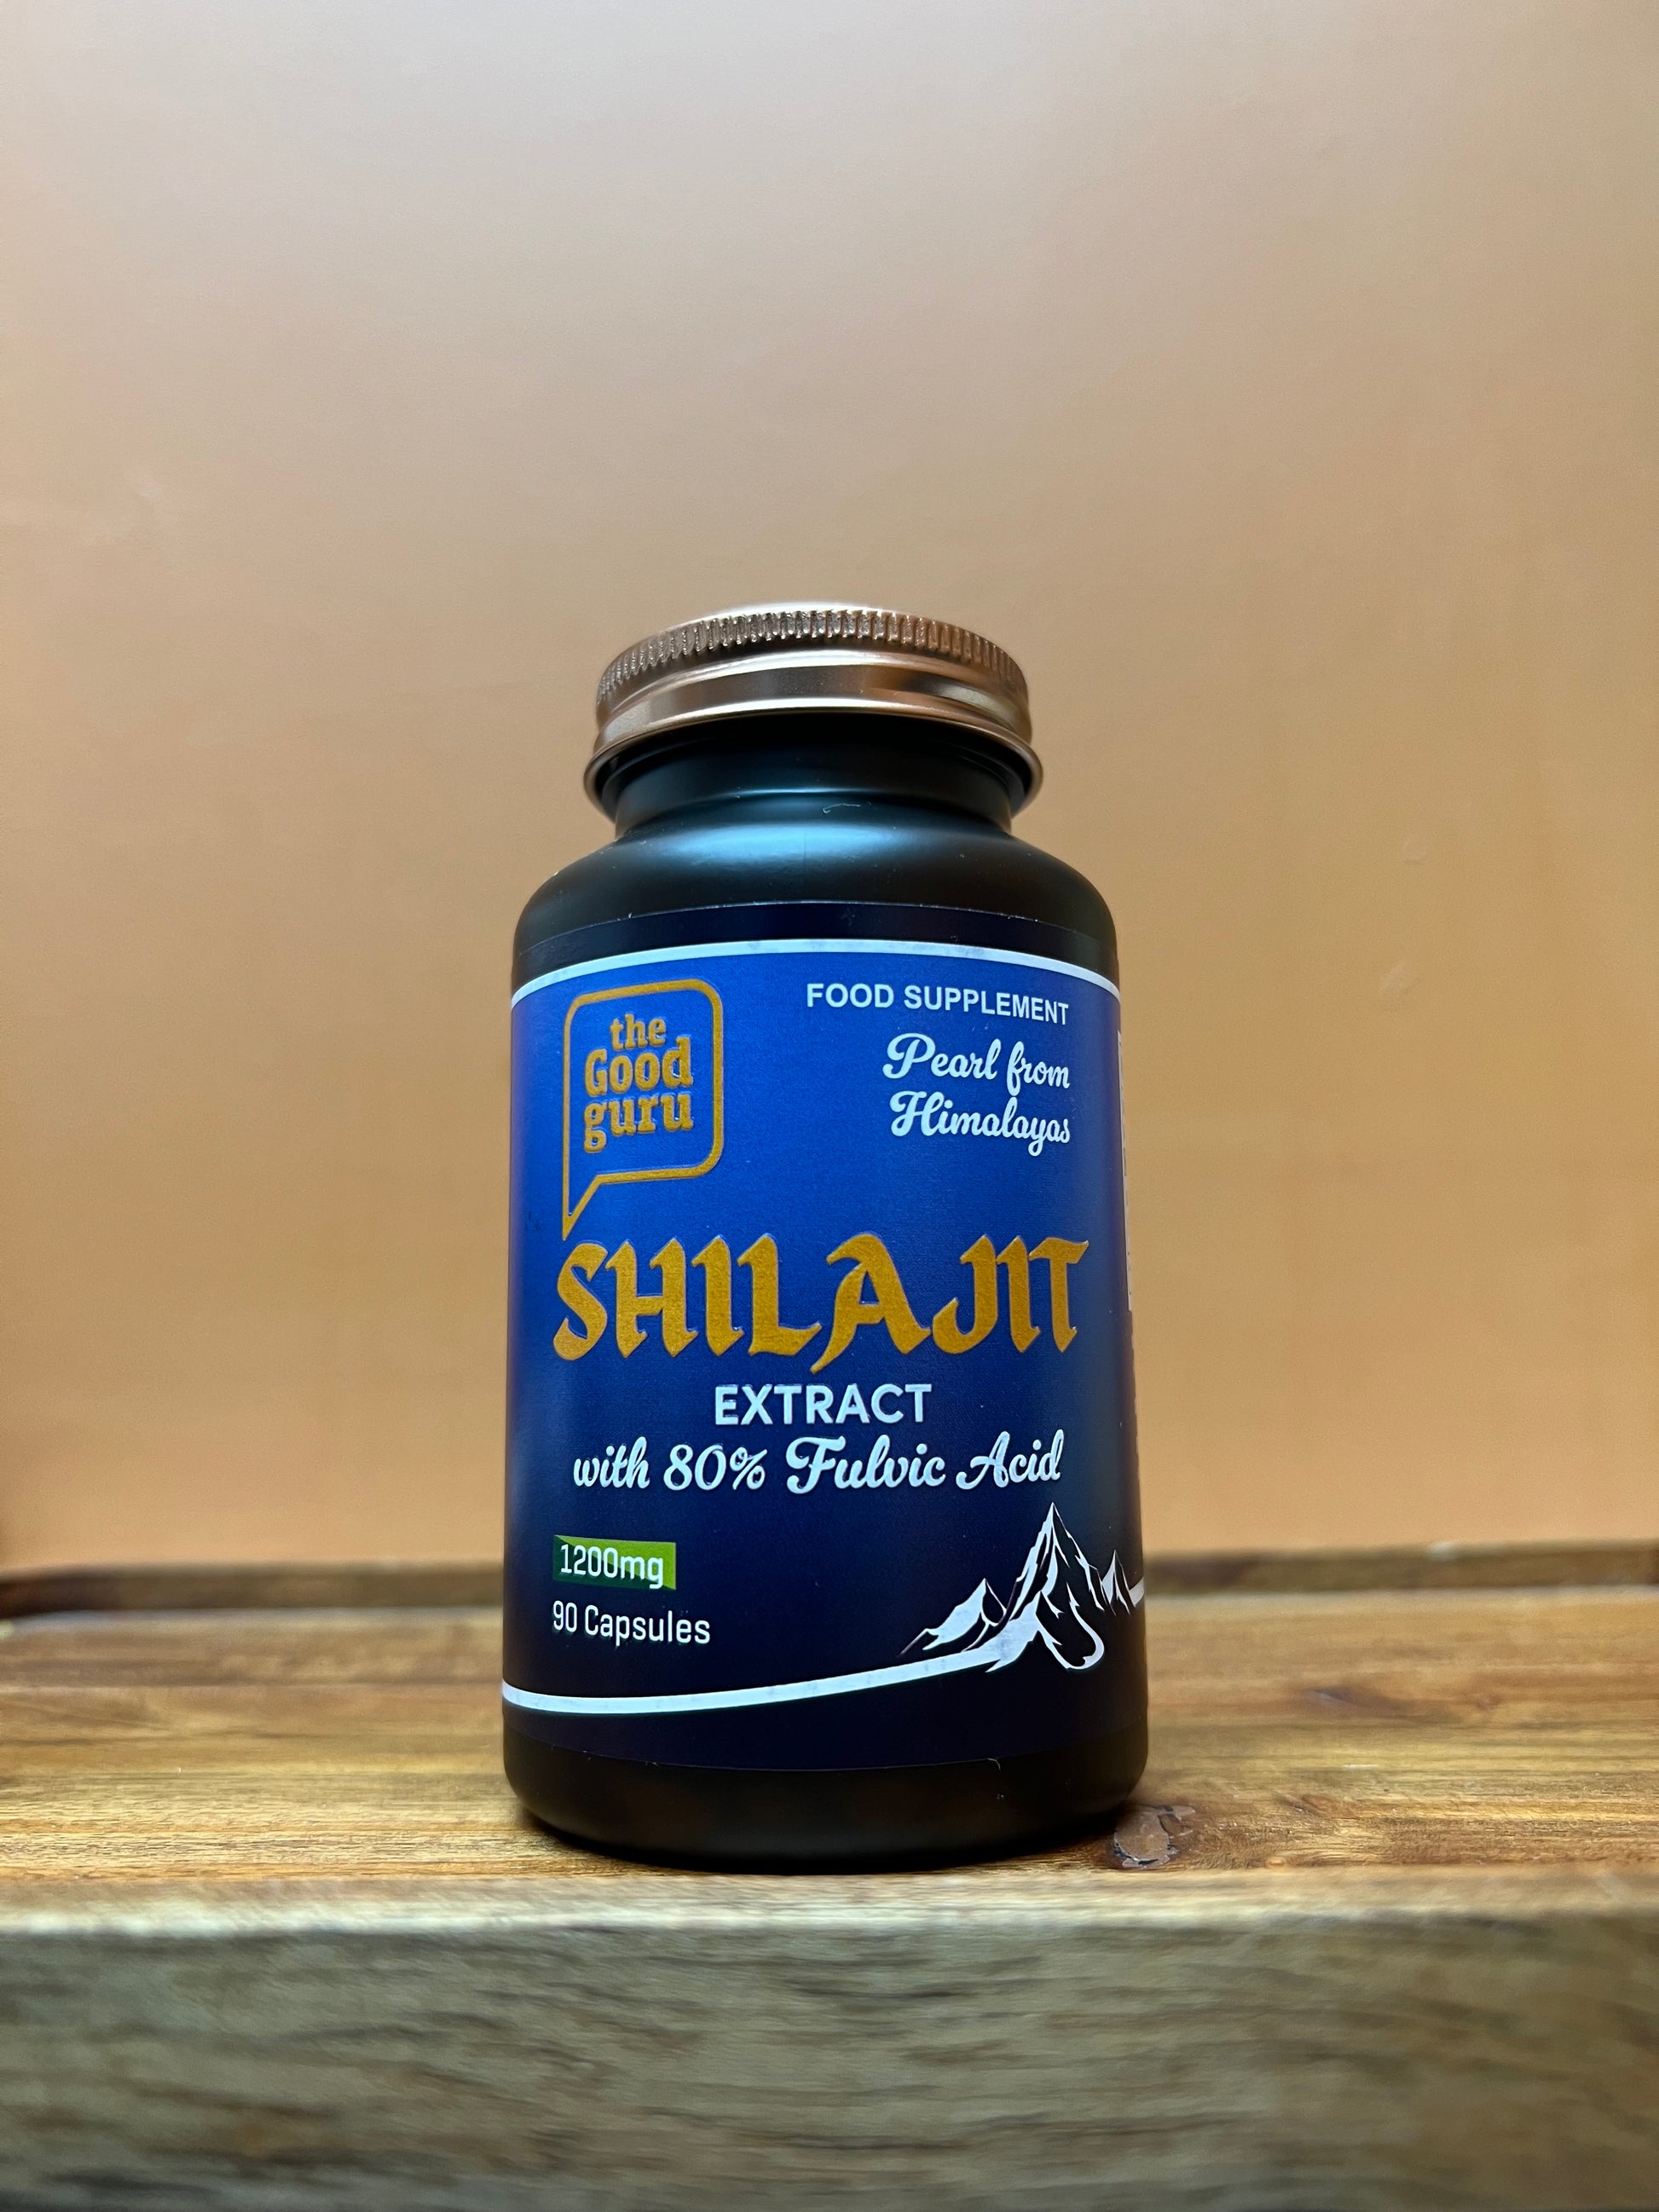 the
Good
guru
FOOD SUPPLEMENT
Pearl from
Himalayas
SHILAJIT
EXTRACT
with 80% Fulvic Acid
1200mg
90 Capsules